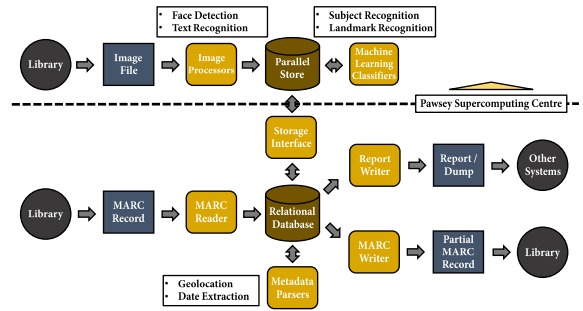 • Face Detection
• Text Recognition
• Subject Recognition
• Landmark Recognition
Library
Image
File
Image
Processors
Parallel
Store
Machine
Learning
Classifiers
Pawsey Supercomputing Centre
Storage
Interface
Library
MARC
Record
MARC
Reader
Relational
Database
Report
Writer
Report /
Dump
Other
Systems
MARC
Writer
Partial
MARC
Record
Library
• Geolocation
• Date Extraction
Metadata
Parsers